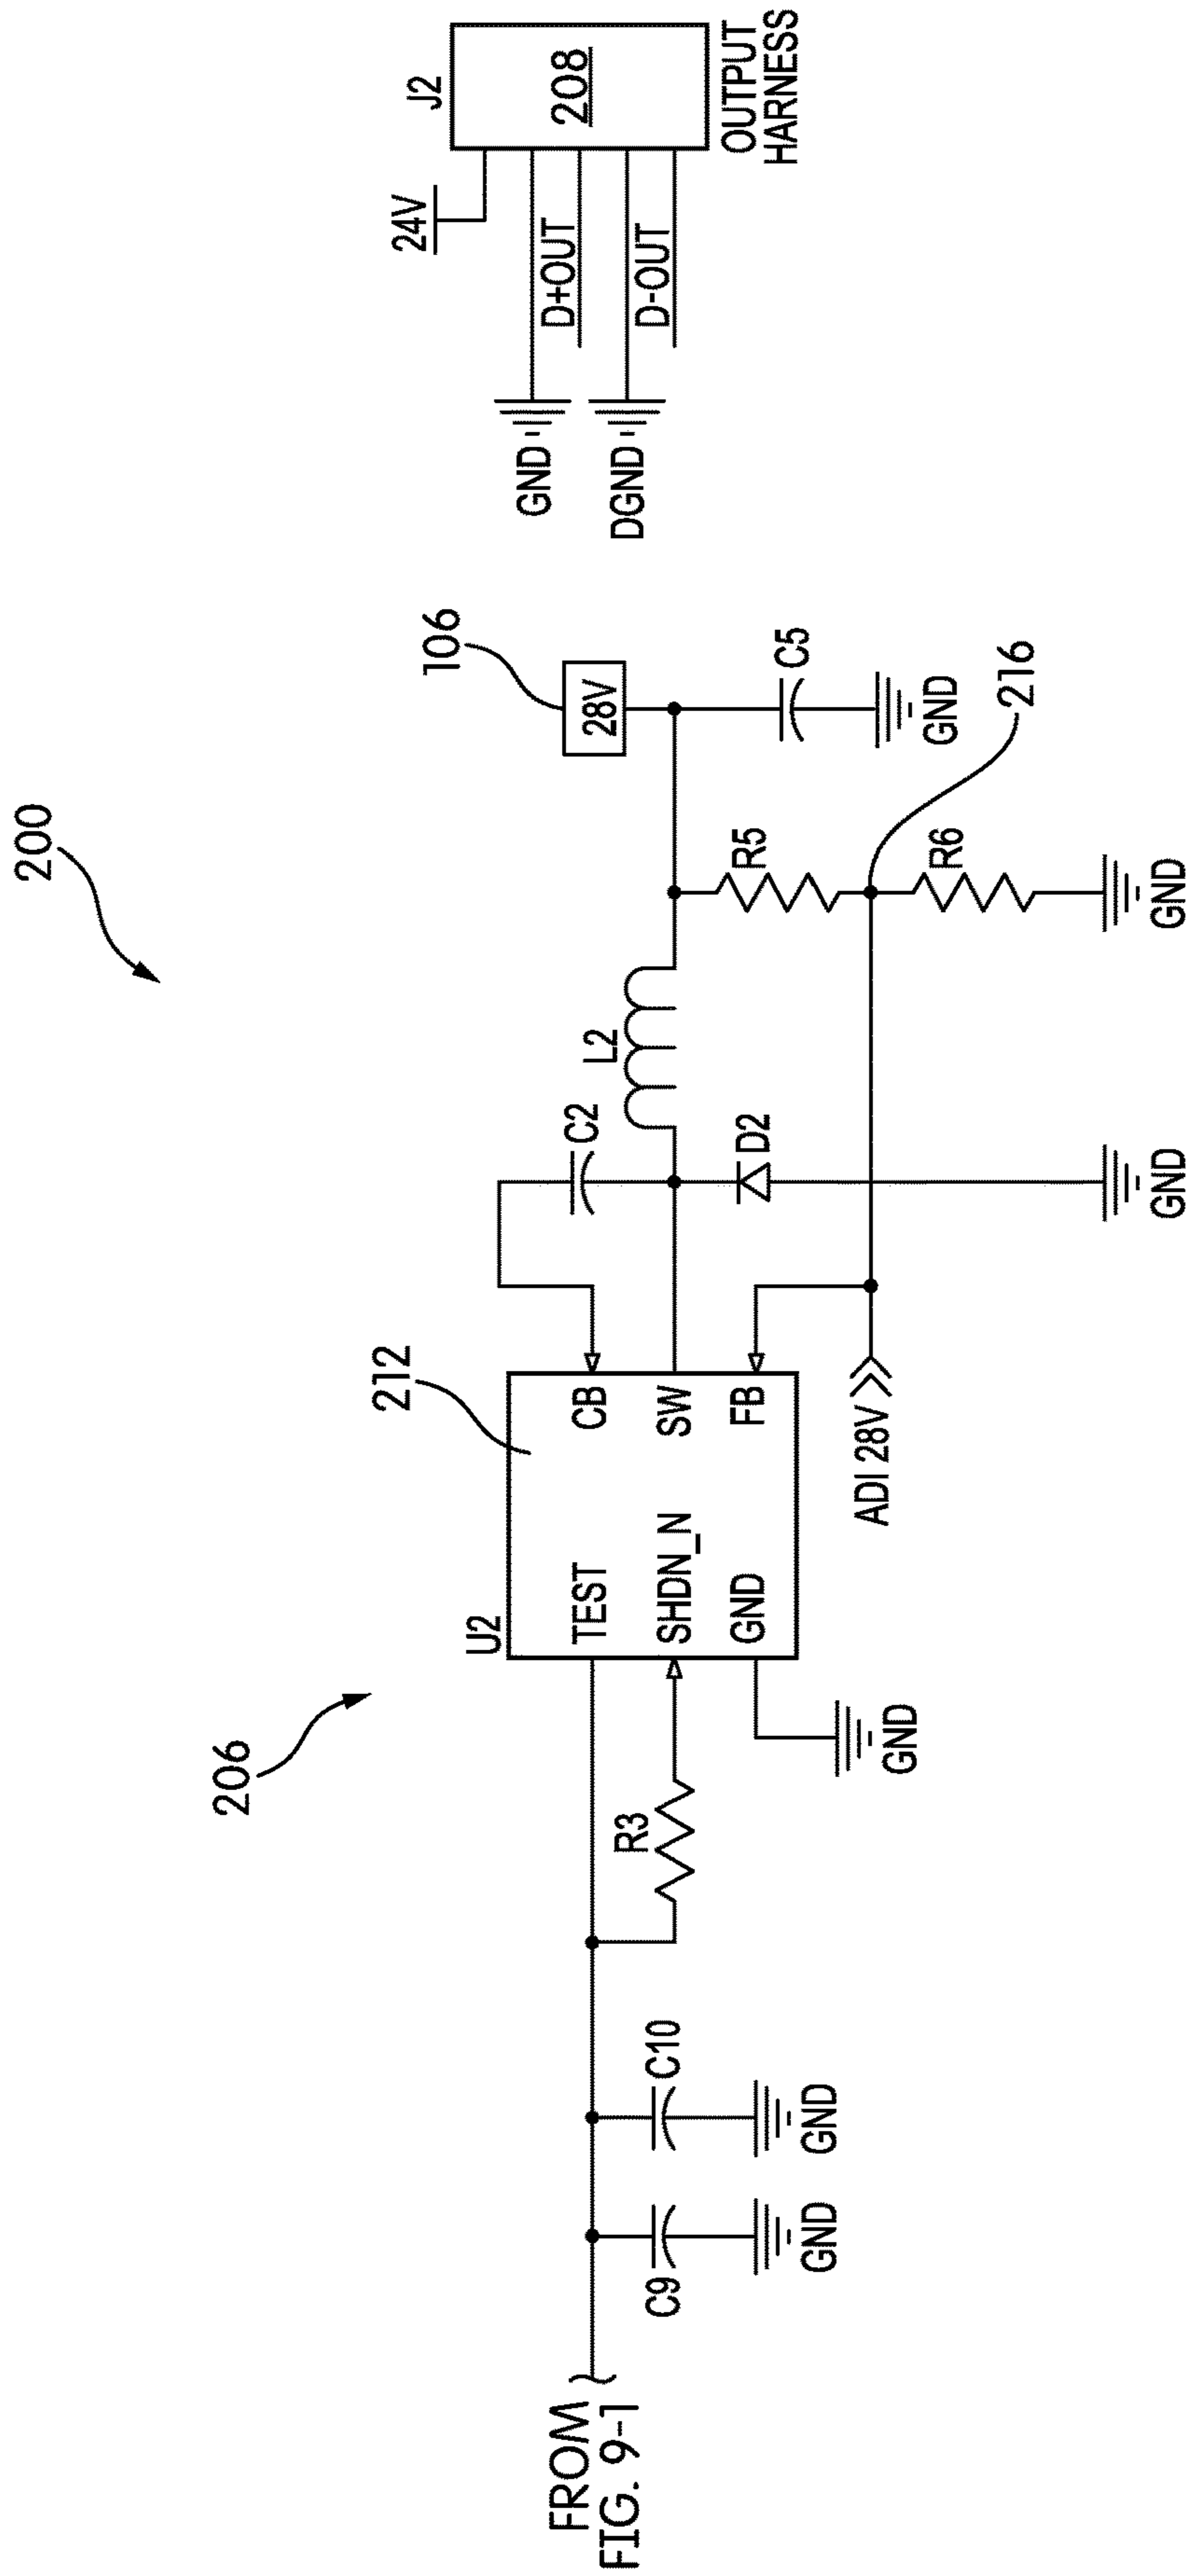 200
206
FROM
FIG. 9-1
C9
GND
C10
GND
R3
U2
212
TEST
SHDN_N
GND
CB
SW
FB
GND
ADI 28V
C2
L2
D2
GND
106
28V
R5
R6
GND
216
C5
GND
J2
208
24V
GND
D+OUT
DGND
D-OUT
OUTPUT
HARNESS